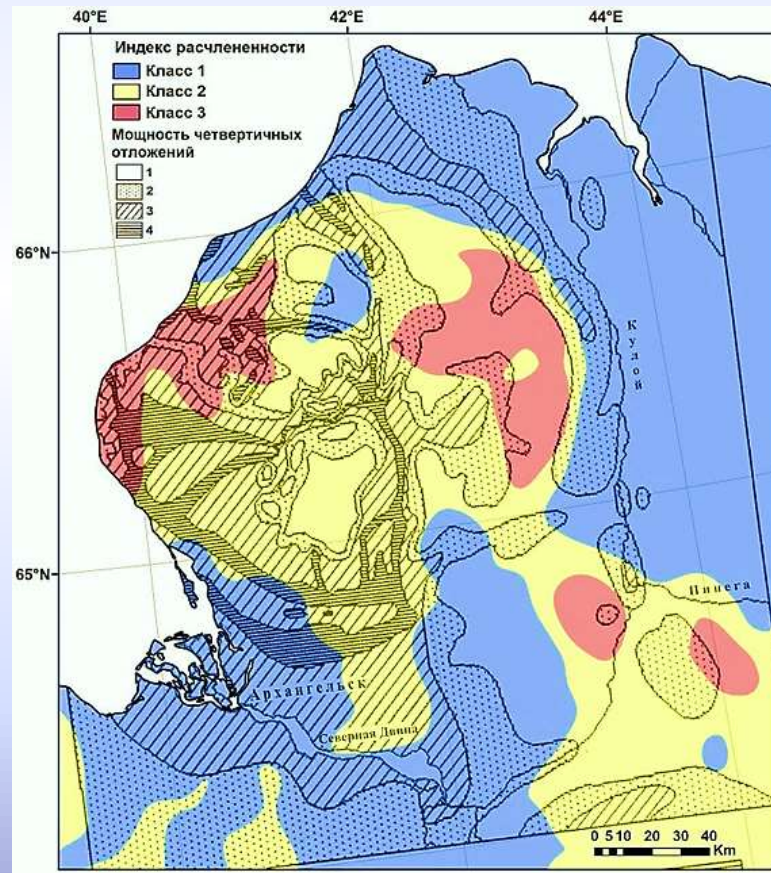 40°E 42°E 44°E
Индекс расчлененности
Класс 1
Класс 2
Класс 3
Мощность четвертичных
отложений
1
2
3
4
66°N
Кулой
65°N
Пинега
Архангельск
Северная Двина
0 5 10 20 30 40
Km